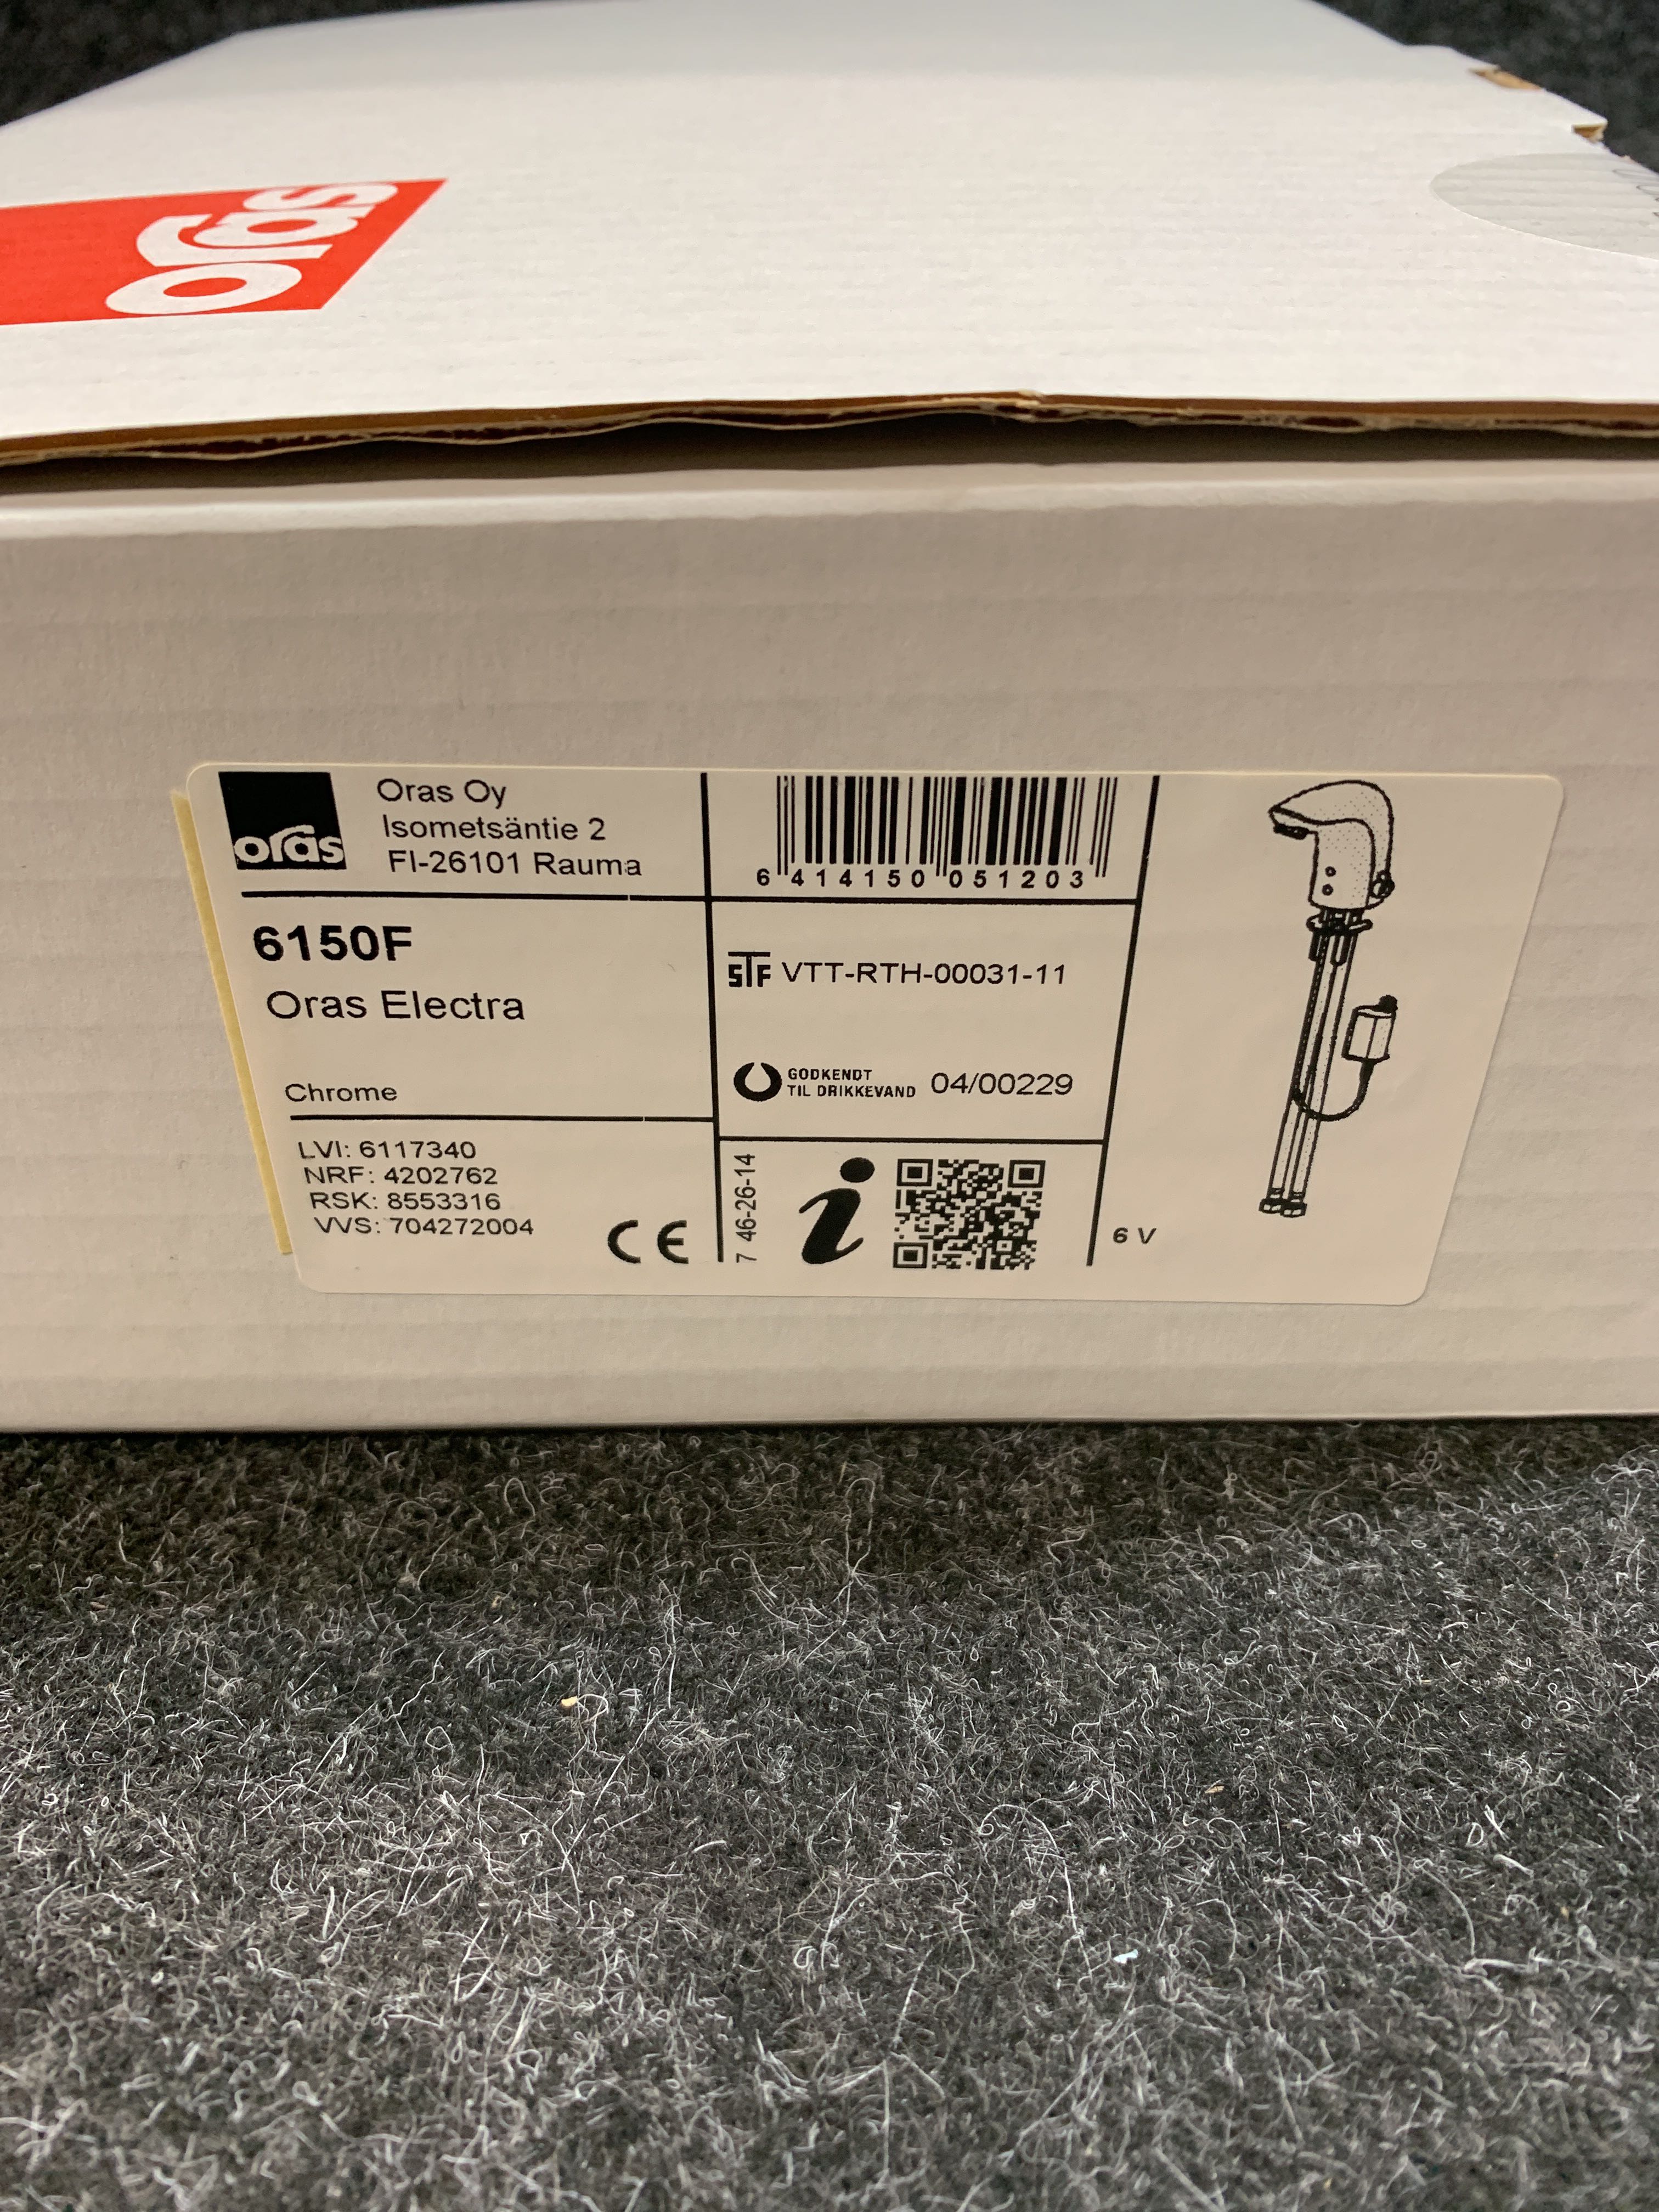 oras
oras
Oras Oy
Isometsäntie 2
FI-26101 Rauma
6 414150 051203
6150F
Oras Electra
Chrome
STF VTT-RTH-00031-11
GODKENDT
TIL DRIKKEVAND 04/00229
LVI: 6117340
NRF: 4202762
RSK: 8553316
VVS: 704272004
CE
7 46-26-14
i
6 V